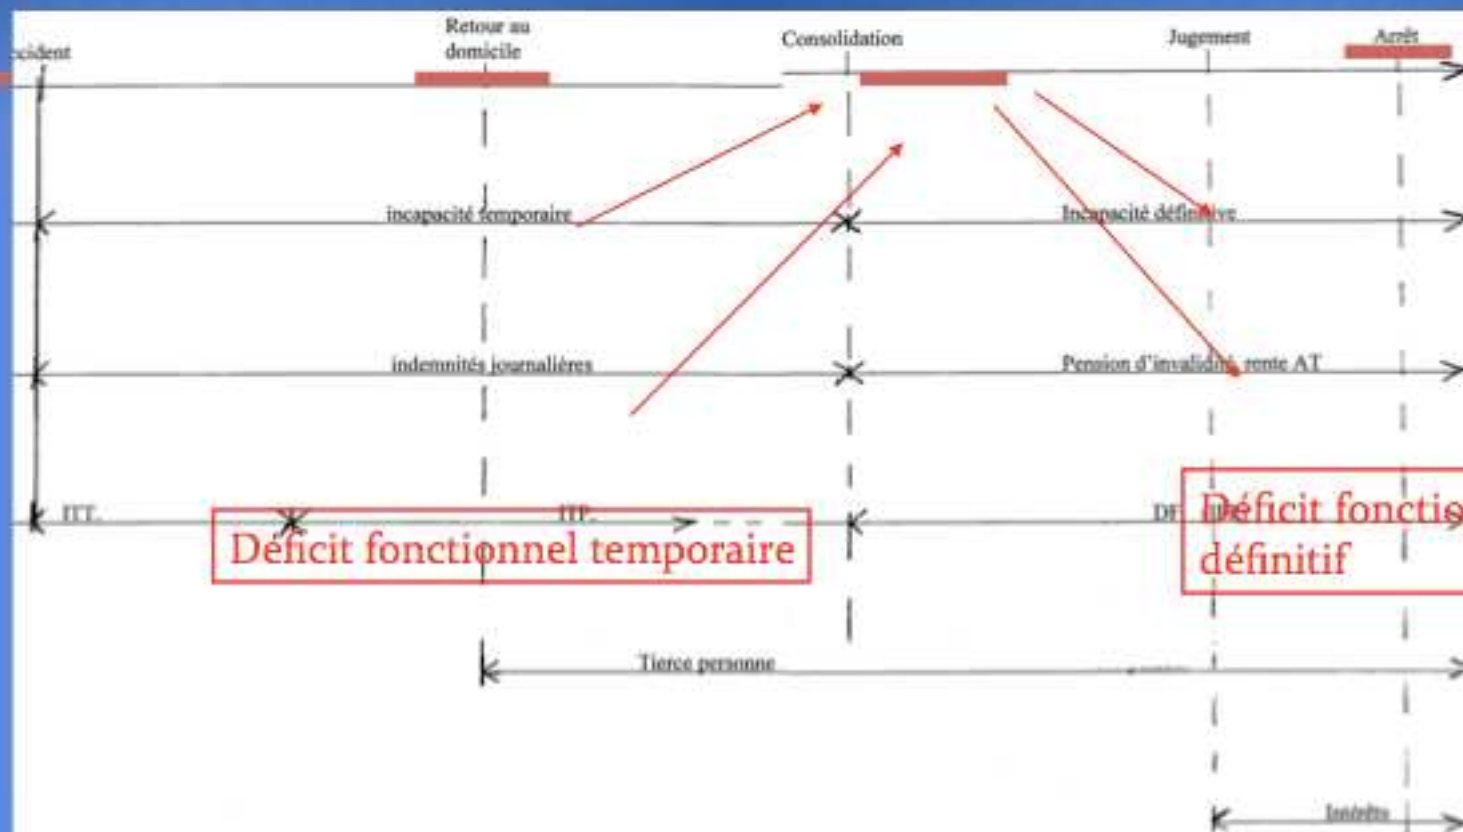 ccident
Retour au
domicile
Consolidation
Jugement
Arrêt
incapacité temporaire
Incapacité définitive
indemnités journalières
Pension d'invalidité, rente AT
ITT.
ITP.
Déficit fonctionnel temporaire
DF
Déficit fonctio
définitif
Tierce personne
Intérêts